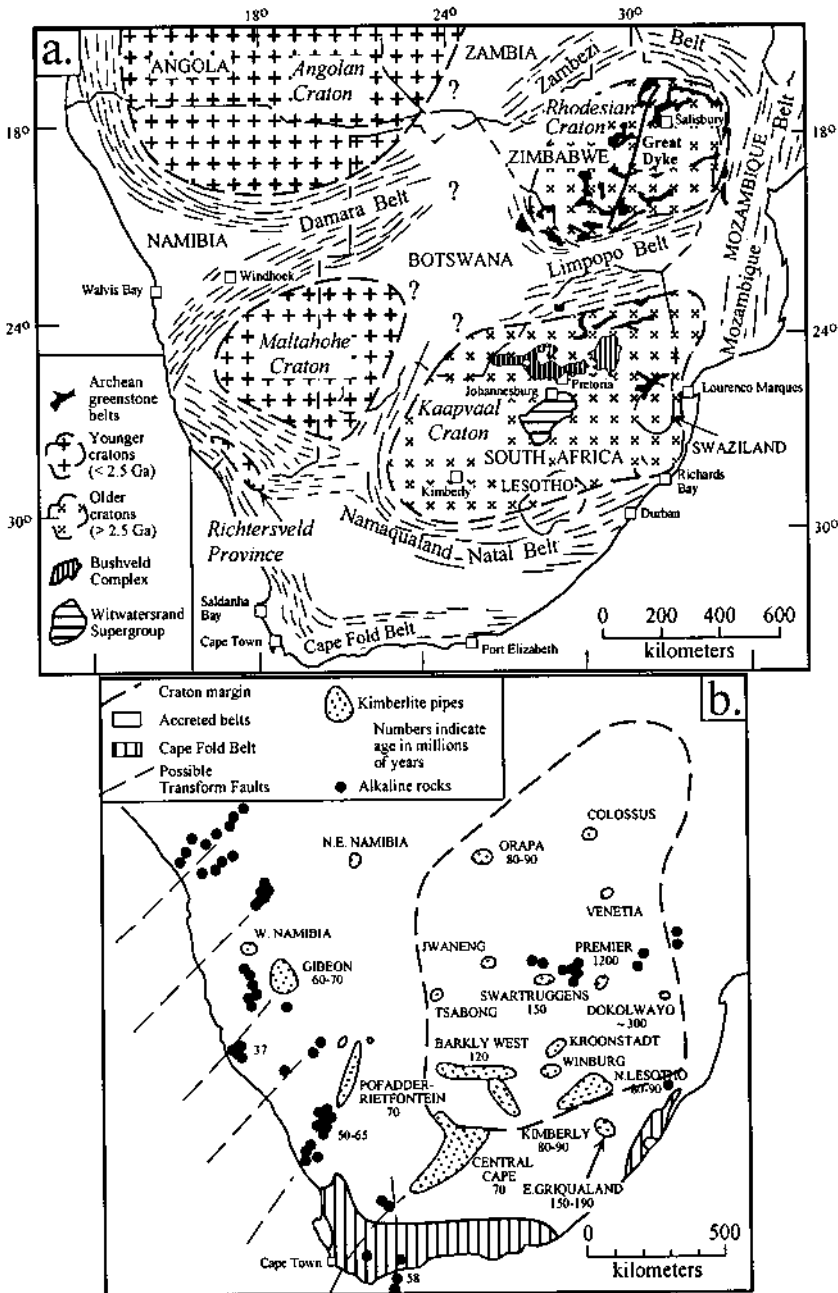 18°
24°
30°
a.
ANGOLA
Angolan
Craton
ZAMBIA
?
Zambezi
Belt
Rhodesian
Craton
Salisbury
Great
Dyke
ZIMBABWE
18°
18°
Belt
MOZAMBIQUE
Mozambique
Damara Belt
?
NAMIBIA
BOTSWANA
Limpopo Belt
Windhoek
Walvis Bay
?
?
24°
24°
Maltahohe
Craton
Pretoria
Johannesburg
Lourenco Marques
Kaapvaal
Craton
SWAZILAND
SOUTH AFRICA
Kimberly
LESOTHO
Richards
Bay
Durban
30°
30°
Namaqualand-Natal Belt
Richtersveld
Province
Saldanha
Bay
Cape Town
Cape Fold Belt
Port Elizabeth
Archean
greenstone
belts
Younger
cratons
(< 2.5 Ga)
Older
cratons
(> 2.5 Ga)
Bushveld
Complex
Witwatersrand
Supergroup
0 200 400 600
kilometers
b.
Craton margin
Accreted belts
Cape Fold Belt
Possible
Transform Faults
Kimberlite pipes
Numbers indicate
age in millions
of years
Alkaline rocks
COLOSSUS
N.E. NAMIBIA
ORAPA
80-90
VENETIA
W. NAMIBIA
JWANENG
PREMIER
1200
GIBEON
60-70
TSABONG
SWARTRUGGENS
150
DOKOLWAYO
~300
37
BARKLY WEST
120
KROONSTADT
WINBURG
N.LESOTHO
80-90
POFADDER-
RIETFONTEIN
70
50-65
KIMBERLY
80-90
CENTRAL
CAPE
70
E.GRIQUALAND
150-190
Cape Town
58
0 500
kilometers